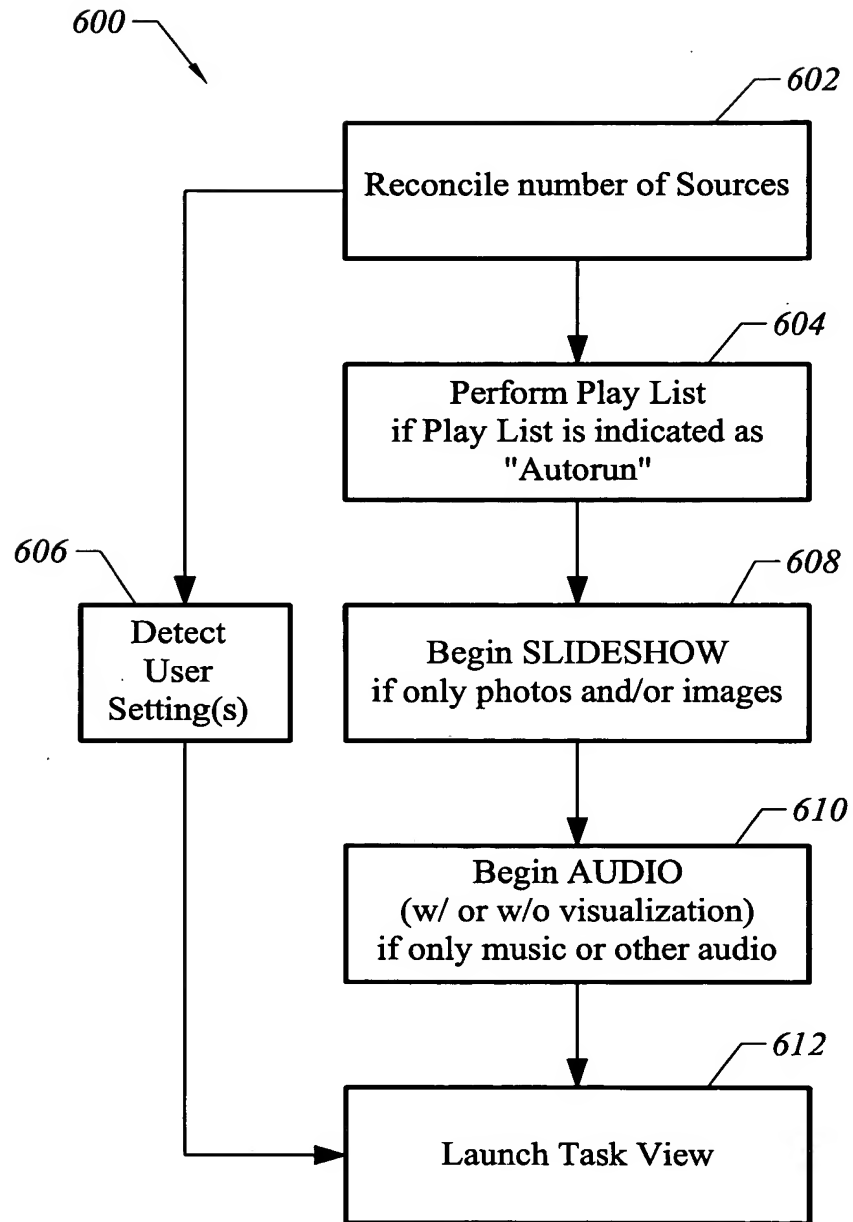 600
602
Reconcile number of Sources
604
Perform Play List
if Play List is indicated as
"Autorun"
606
Detect
User
Setting(s)
608
Begin SLIDESHOW
if only photos and/or images
610
Begin AUDIO
(w/ or w/o visualization)
if only music or other audio
612
Launch Task View